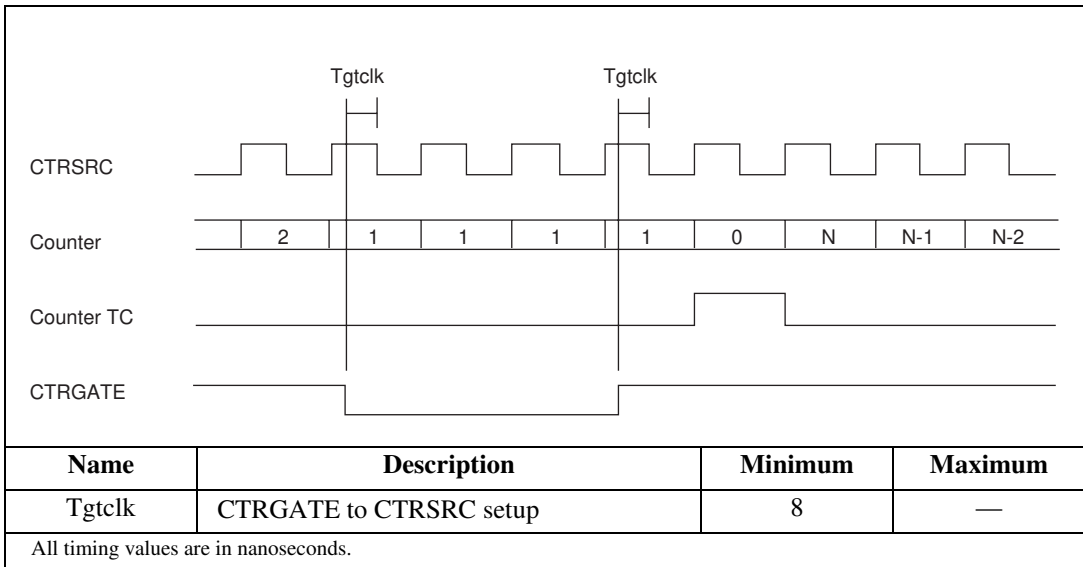 Tgtclk Tgtclk
CTRSRC
Counter 2 1 1 1 1 0 N N-1 N-2
Counter TC
CTRGATE
Name Description Minimum Maximum
Tgtclk CTRGATE to CTRSRC setup 8 —
All timing values are in nanoseconds.